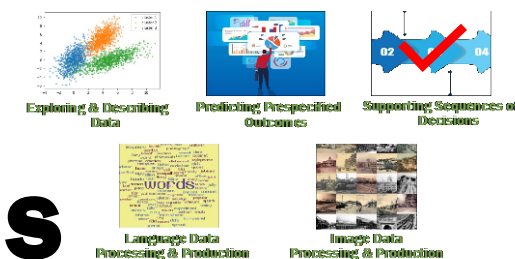 02
04
Exploring & Describing
Data
Predicting Prespecified
Outcomes
Supporting Sequences of
Decisions
words
Language Data
Processing & Production
Image Data
Processing & Production
S